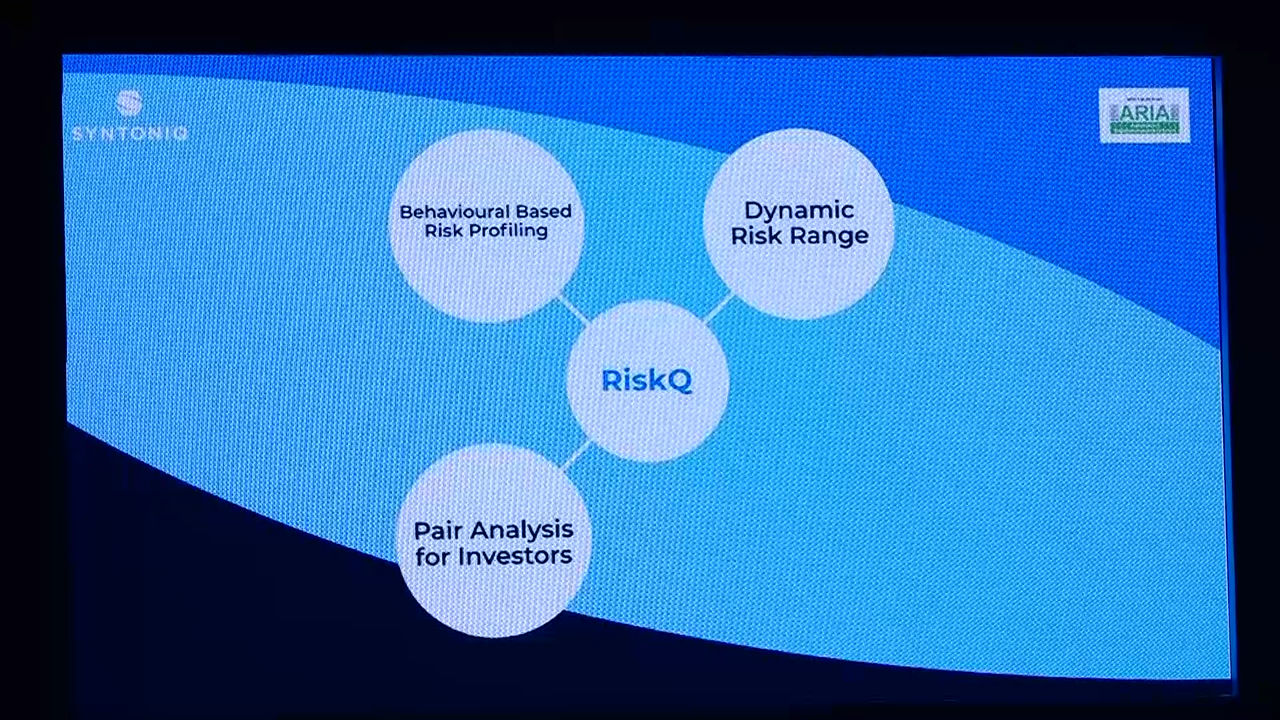 SYNTONIQ
ARIA
Behavioural Based
Risk Profiling
Dynamic
Risk Range
RiskQ
Pair Analysis
for Investors